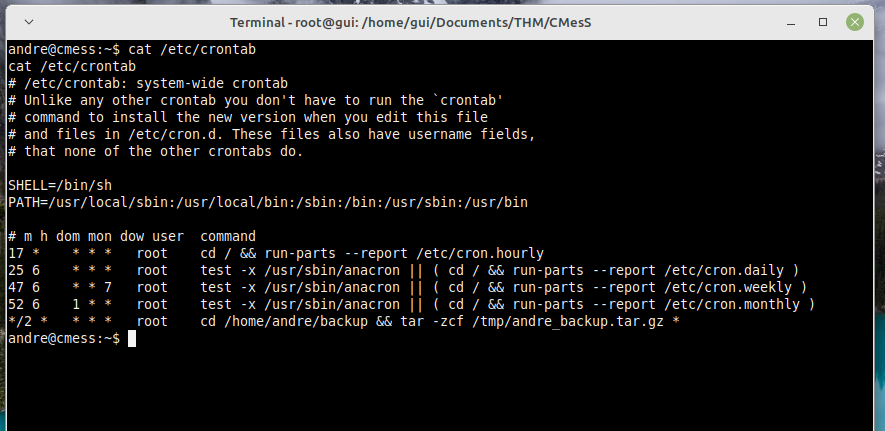 Terminal - root@gui: /home/gui/Documents/THM/CMesS
andre@cmess:~$ cat /etc/crontab
cat /etc/crontab
# /etc/crontab: system-wide crontab
# Unlike any other crontab you don't have to run the `crontab'
# command to install the new version when you edit this file
# and files in /etc/cron.d. These files also have username fields,
# that none of the other crontabs do.

SHELL=/bin/sh
PATH=/usr/local/sbin:/usr/local/bin:/sbin:/bin:/usr/sbin:/usr/bin

# m h dom mon dow user  command
17 *    * * *   root    cd / && run-parts --report /etc/cron.hourly
25 6    * * *   root    test -x /usr/sbin/anacron || ( cd / && run-parts --report /etc/cron.daily )
47 6    * * 7   root    test -x /usr/sbin/anacron || ( cd / && run-parts --report /etc/cron.weekly )
52 6    1 * *   root    test -x /usr/sbin/anacron || ( cd / && run-parts --report /etc/cron.monthly )
*/2 *   * * *   root    cd /home/andre/backup && tar -zcf /tmp/andre_backup.tar.gz *
andre@cmess:~$